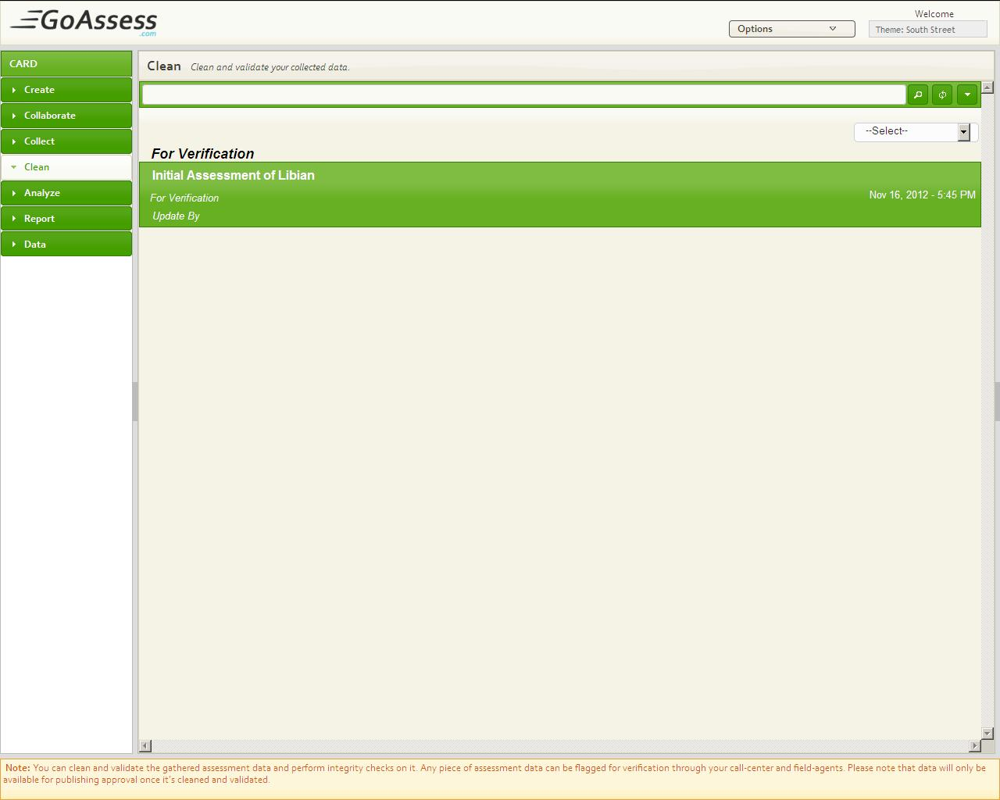 GoAssess
.com
Welcome
Options
Theme: South Street
CARD
Create
Collaborate
Collect
Clean
Analyze
Report
Data
Clean Clean and validate your collected data.
--Select--
For Verification
Initial Assessment of Libian
For Verification
Nov 16, 2012 - 5:45 PM
Update By
Note: You can clean and validate the gathered assessment data and perform integrity checks on it. Any piece of assessment data can be flagged for verification through your call-center and field-agents. Please note that data will only be
available for publishing approval once it's cleaned and validated.